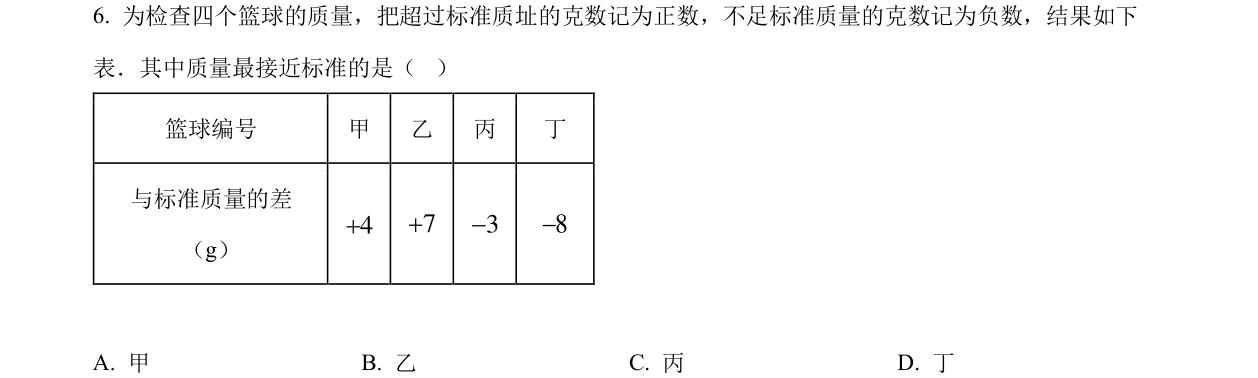 6. 为检查四个篮球的质量，把超过标准质址的克数记为正数，不足标准质量的克数记为负数，结果如下
表．其中质量最接近标准的是（ ）
篮球编号 甲 乙 丙 丁
与标准质量的差
（g） +4 +7 −3 −8
A. 甲 B. 乙 C. 丙 D. 丁